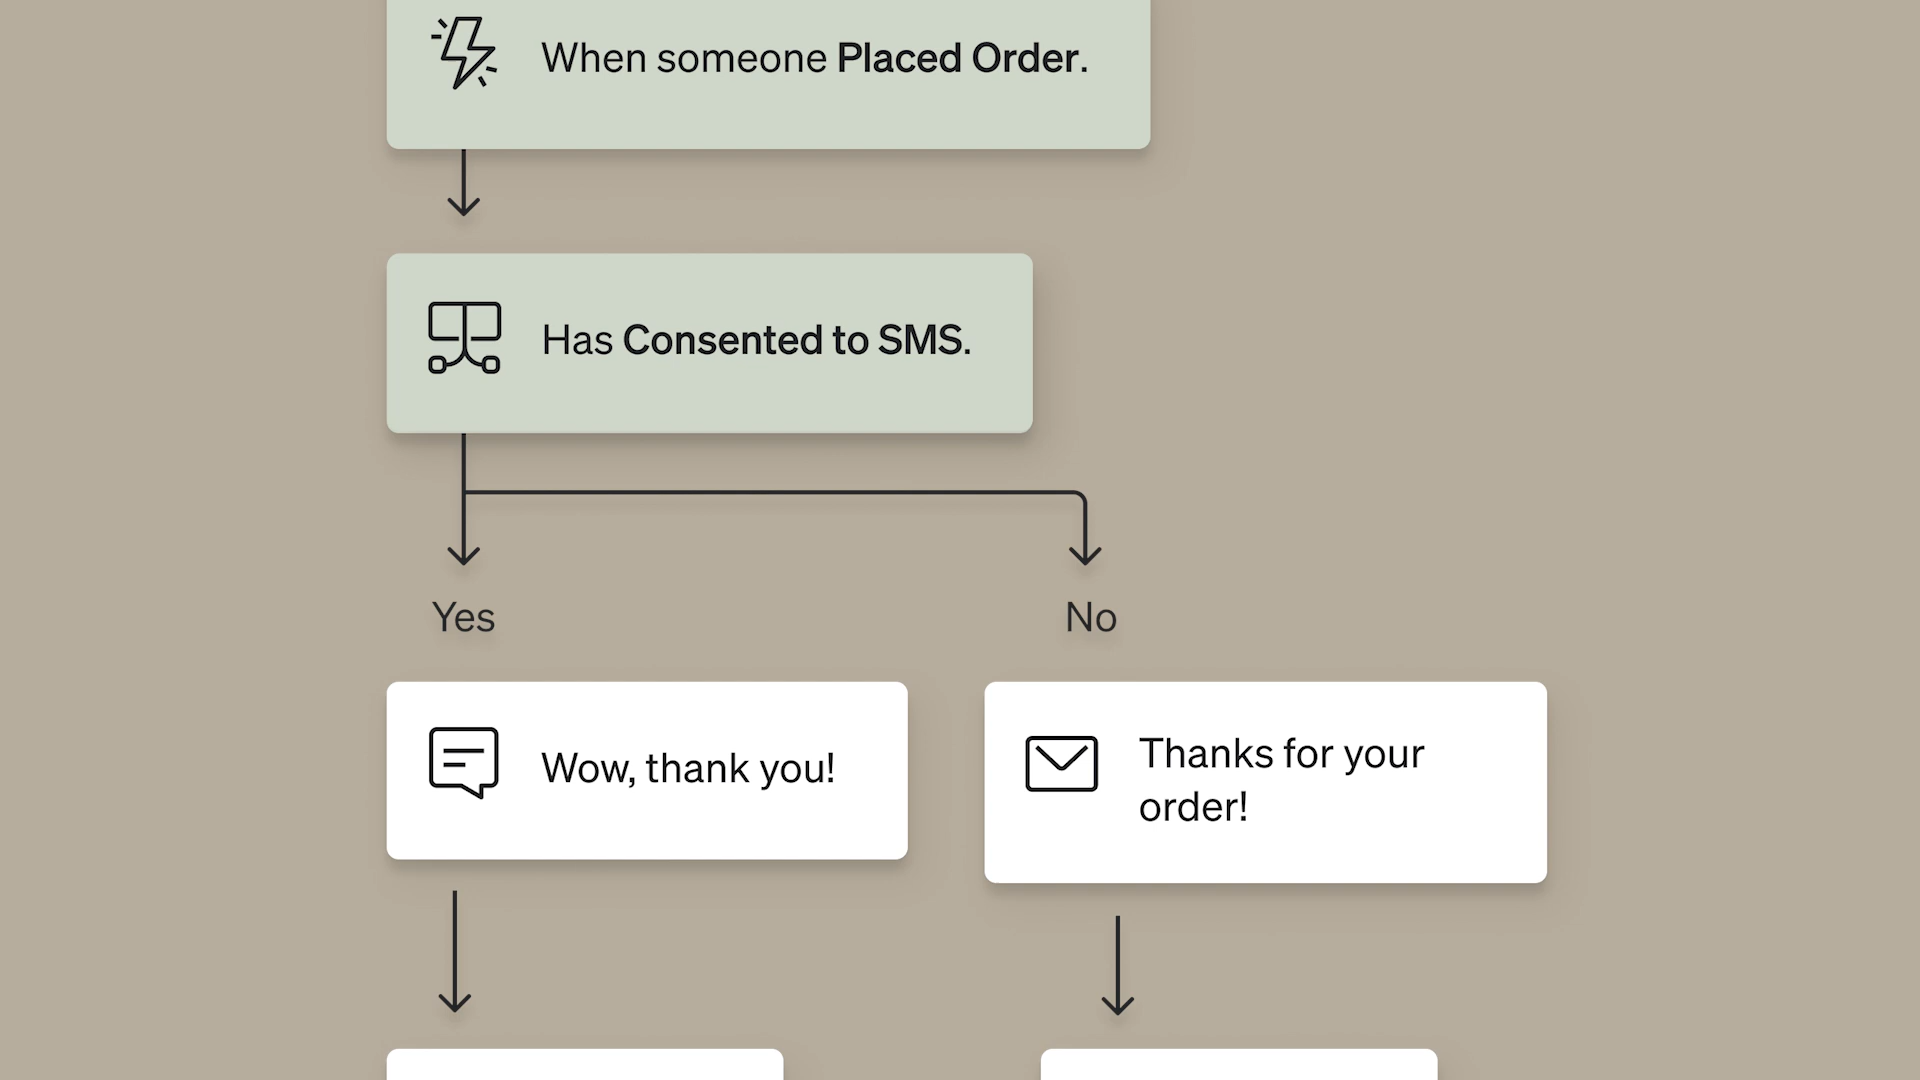 When someone Placed Order.
Has Consented to SMS.
Yes
No
Wow, thank you!
Thanks for your
order!